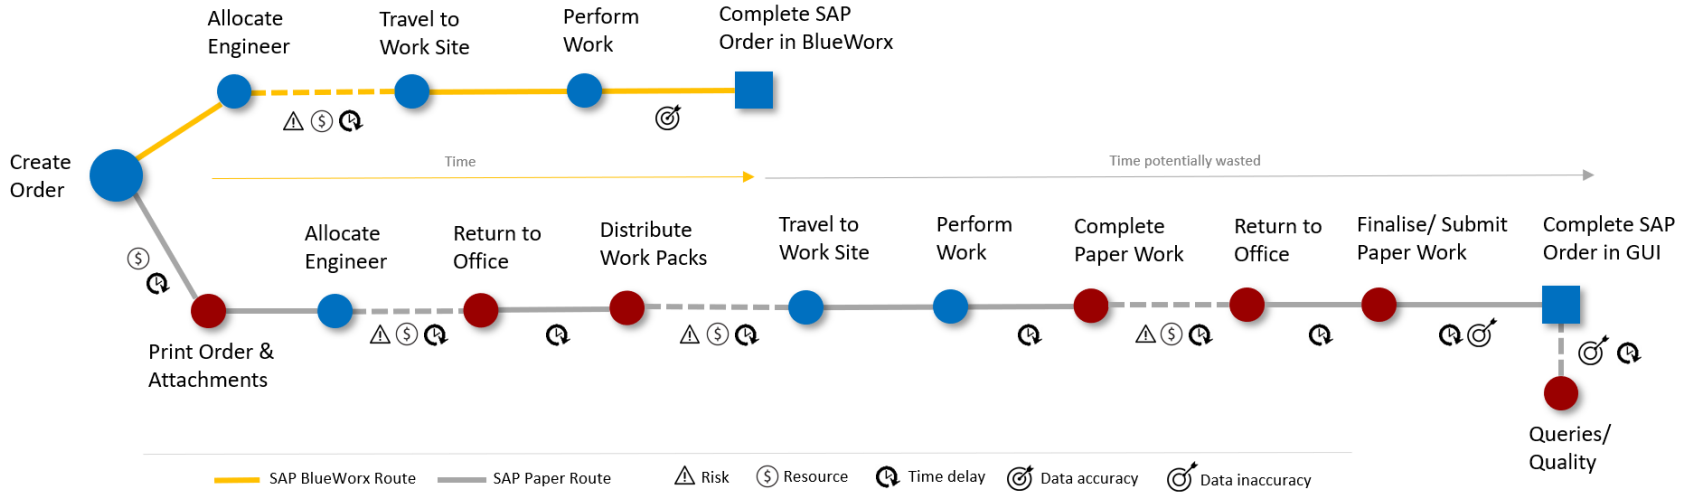 Allocate
Engineer
Travel to
Work Site
Perform
Work
Complete SAP
Order in BlueWorx
Create
Order
Time
Time potentially wasted
Allocate
Engineer
Return to
Office
Distribute
Work Packs
Travel to
Work Site
Perform
Work
Complete
Paper Work
Return to
Office
Finalise/ Submit
Paper Work
Complete SAP
Order in GUI
Print Order &
Attachments
Queries/
Quality
SAP BlueWorx Route
SAP Paper Route
Risk
Resource
Time delay
Data accuracy
Data inaccuracy